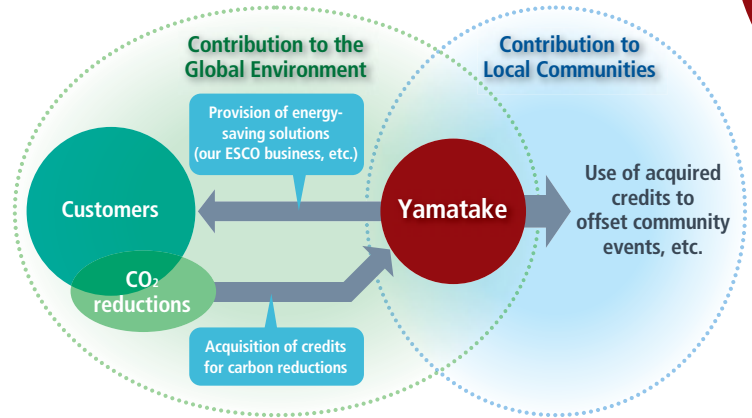 Contribution to the
Global Environment
Contribution to
Local Communities
Provision of energy-
saving solutions
(our ESCO business, etc.)
Customers
Yamatake
Use of acquired
credits to
offset community
events, etc.
CO₂
reductions
Acquisition of credits
for carbon reductions